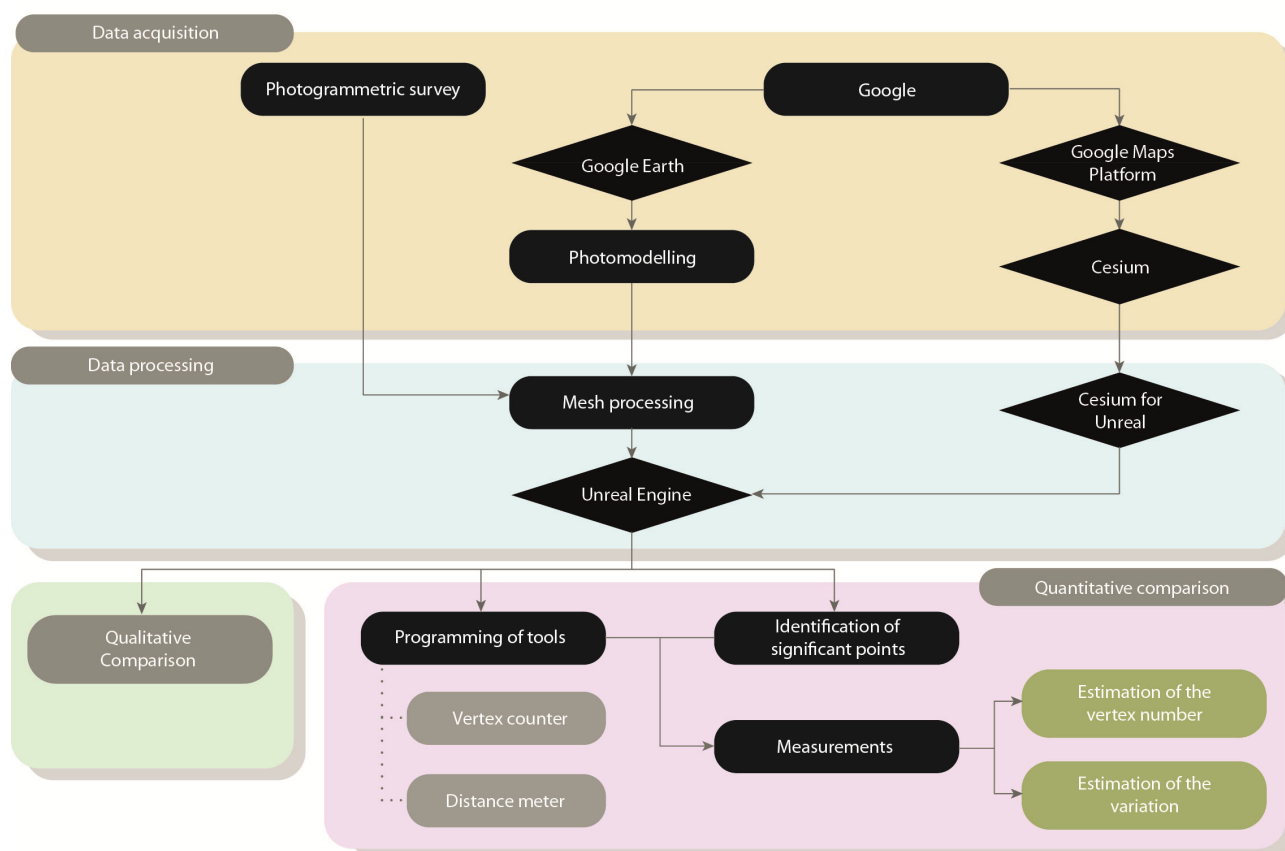 Data acquisition
Photogrammetric survey
Google
Google Earth
Google Maps
Platform
Photomodelling
Cesium
Data processing
Mesh processing
Cesium for
Unreal
Unreal Engine
Quantitative comparison
Qualitative
Comparison
Programming of tools
Identification of
significant points
Vertex counter
Measurements
Estimation of the
vertex number
Distance meter
Estimation of the
variation